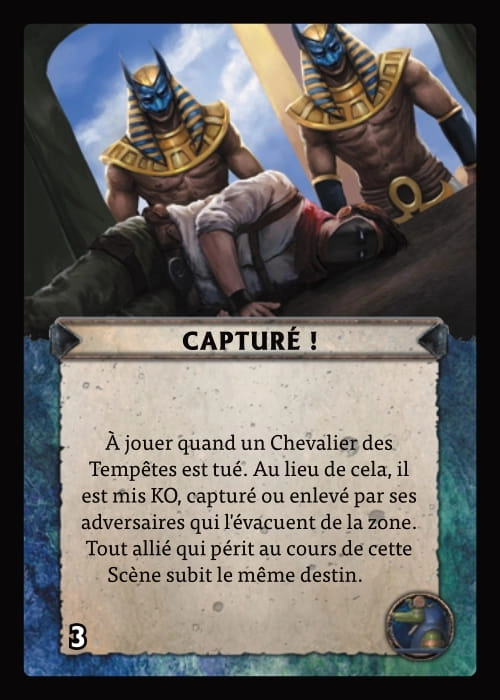 CAPTURÉ !
À jouer quand un Chevalier des
Tempêtes est tué. Au lieu de cela, il
est mis KO, capturé ou enlevé par ses
adversaires qui l'évacuent de la zone.
Tout allié qui périt au cours de cette
Scène subit le même destin.
3